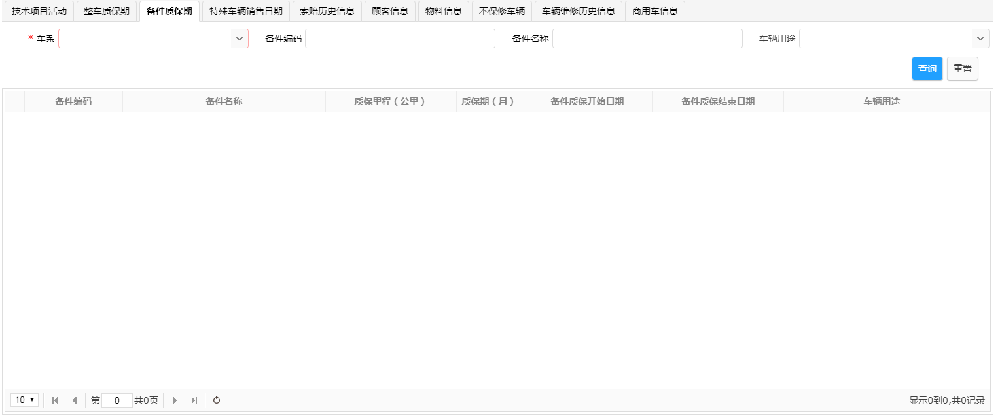 技术项目活动 整车质保期 备件质保期 特殊车辆销售日期 索赔历史信息 顾客信息 物料信息 不保修车辆 车辆维修历史信息 商用车信息
* 车系 备件编码 备件名称 车辆用途
查询 重置
备件编码 备件名称 质保里程（公里） 质保期（月） 备件质保开始日期 备件质保结束日期 车辆用途
10 第 0 共0页 显示0到0,共0记录